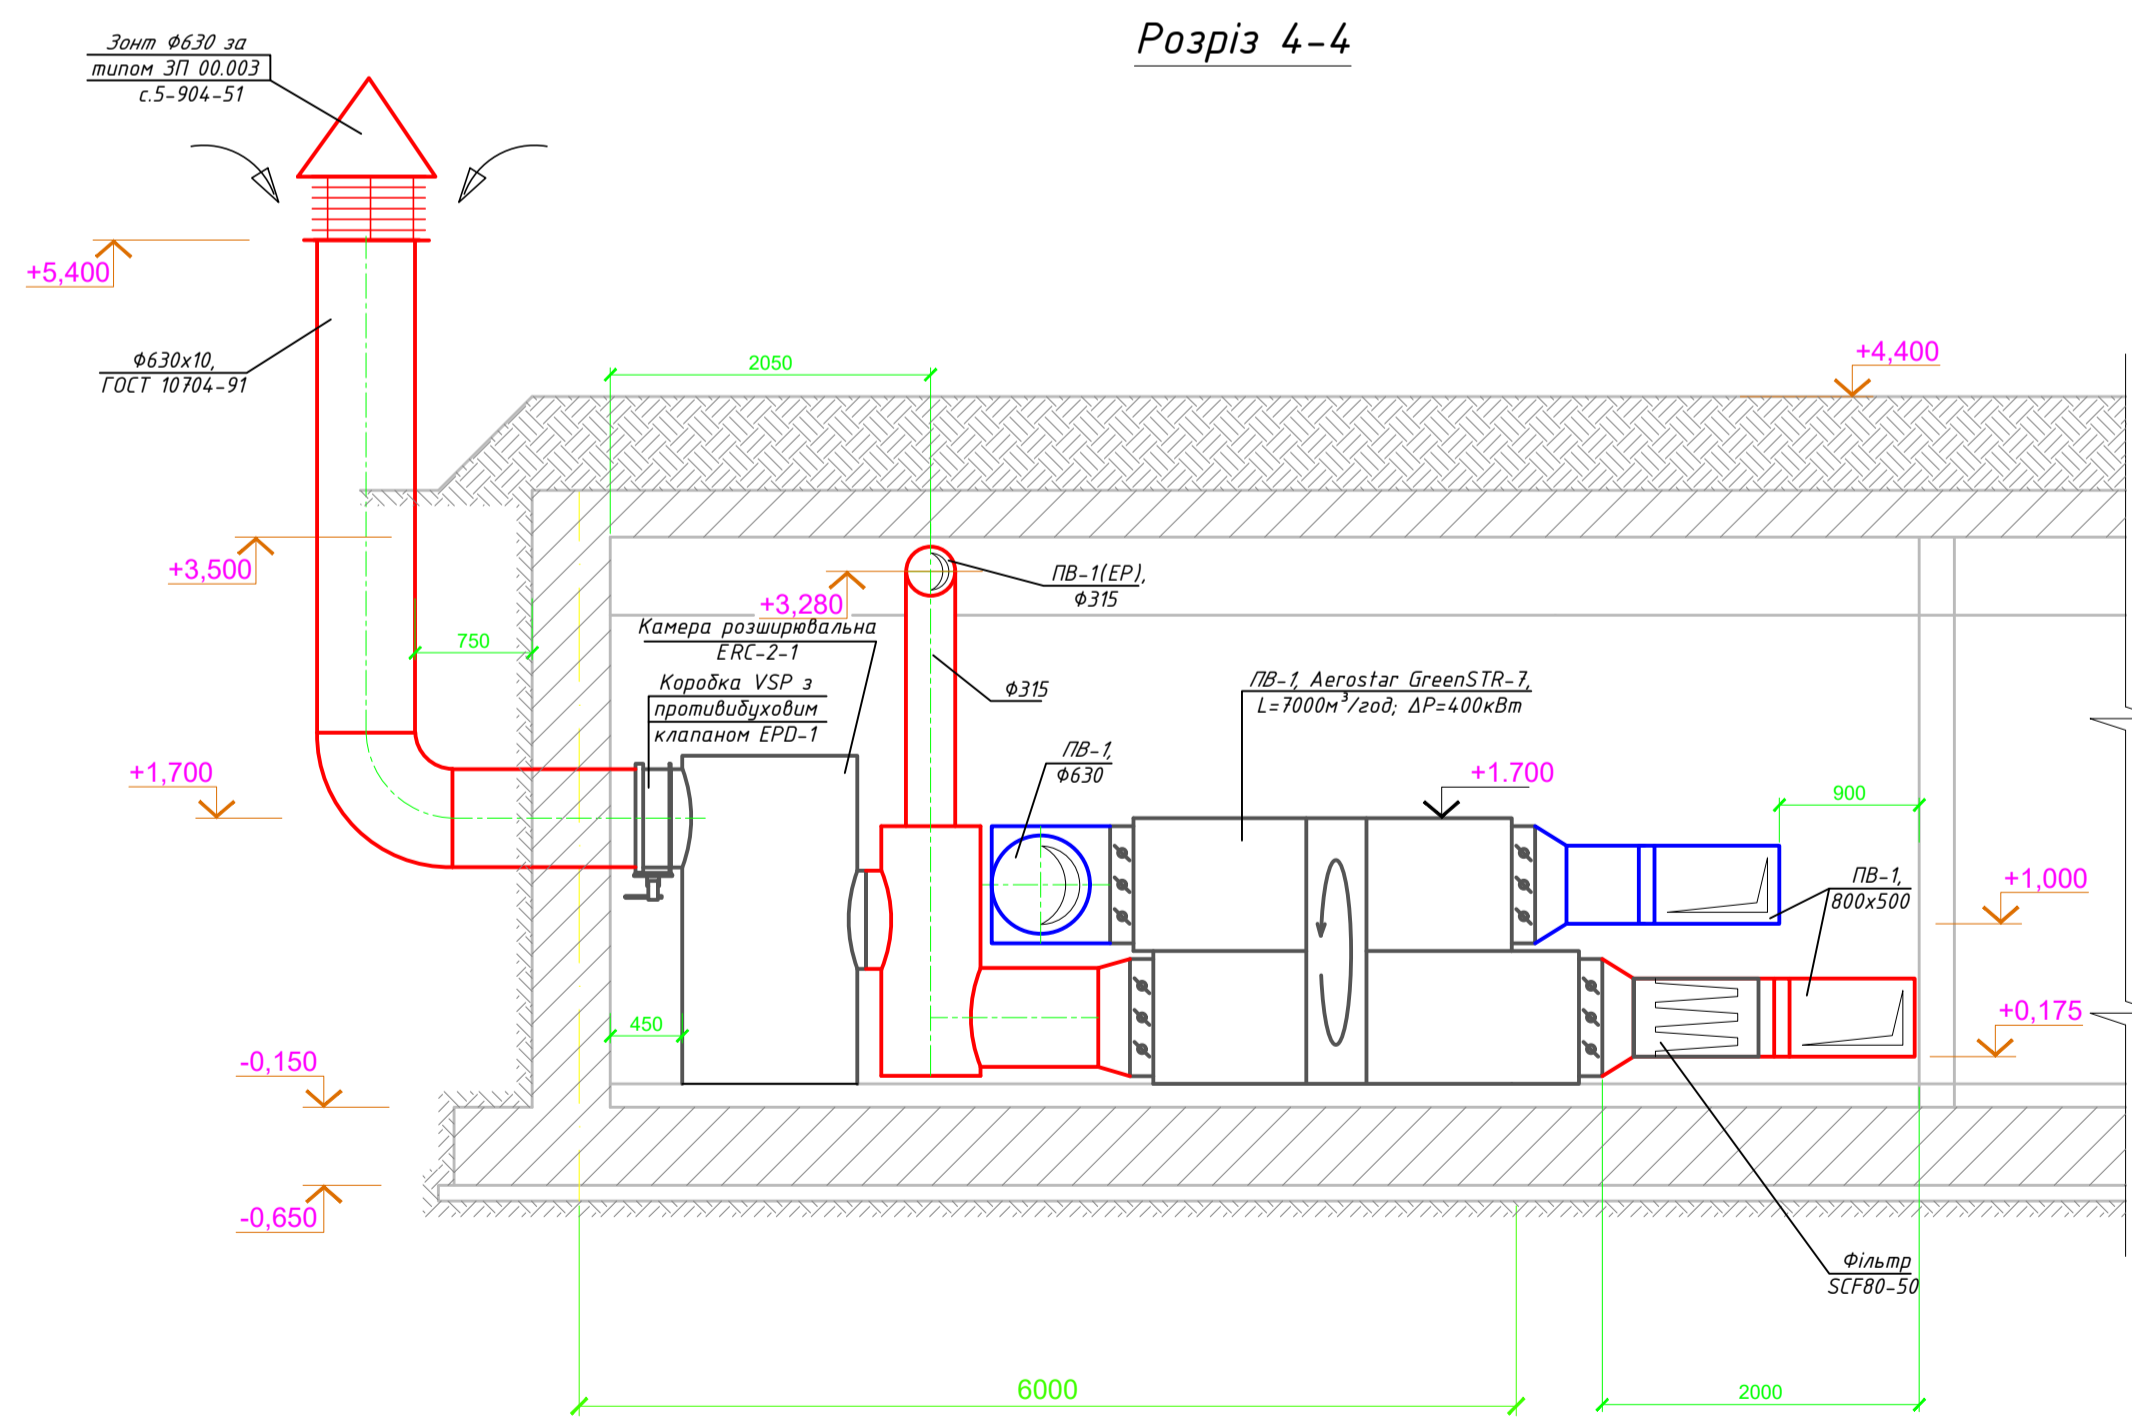 Розріз 4-4
Зонт Ф630 за
типом ЗП 00.003
с.5-904-51
+5,400
Ф630х10,
ГОСТ 10704-91
2050
+4,400
+3,500
+3,280
ПВ-1(ЕР),
Ф315
750
Камера розширювальна
ERC-2-1
Коробка VSP з
противибуховим
клапаном EPD-1
Ф315
ПВ-1, Aerostar GreenSTR-7,
L=7000м³/год; ΔР=400кВт
ПВ-1,
Ф630
+1,700
+1.700
900
ПВ-1,
800х500
+1,000
+0,175
450
-0,150
-0,650
Фільтр
SCF80-50
6000
2000